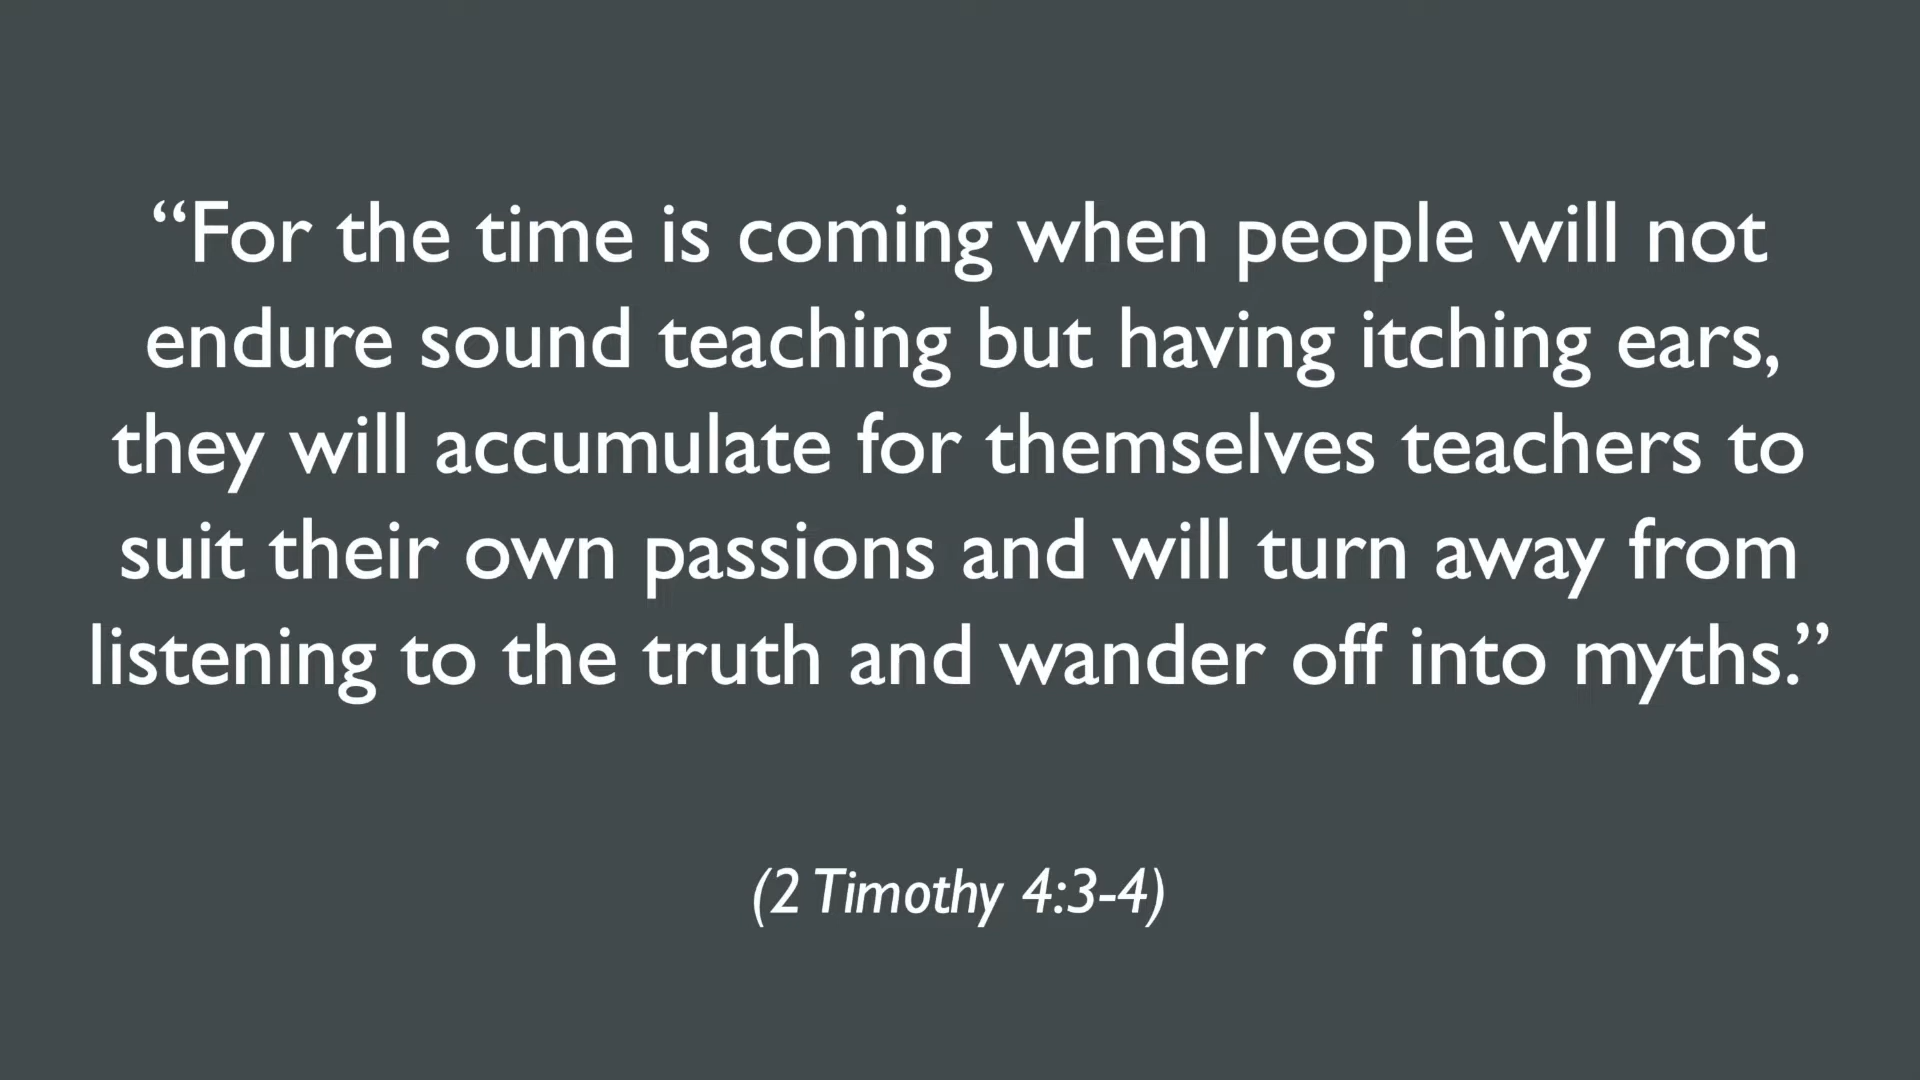 “For the time is coming when people will not
endure sound teaching but having itching ears,
they will accumulate for themselves teachers to
suit their own passions and will turn away from
listening to the truth and wander off into myths.”
(2 Timothy 4:3-4)